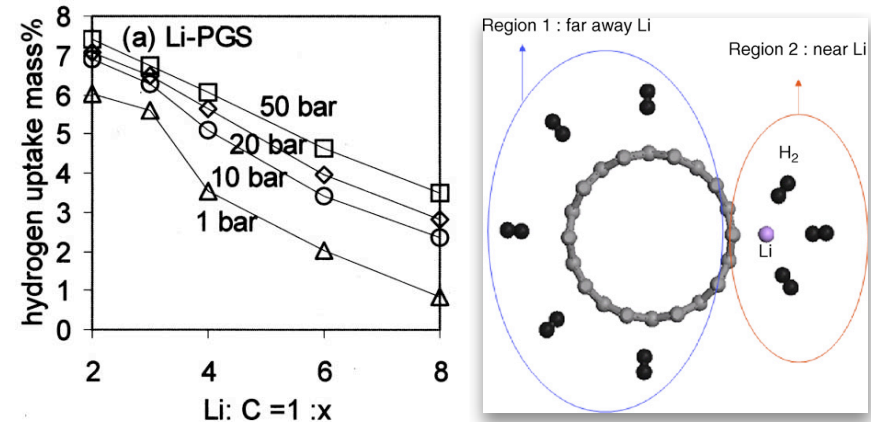 hydrogen uptake mass%
8
7
6
5
4
3
2
1
0
(a) Li-PGS
50 bar
20 bar
10 bar
1 bar
2
4
6
8
Li: C =1 :x
Region 1 : far away Li
Region 2 : near Li
H2
Li